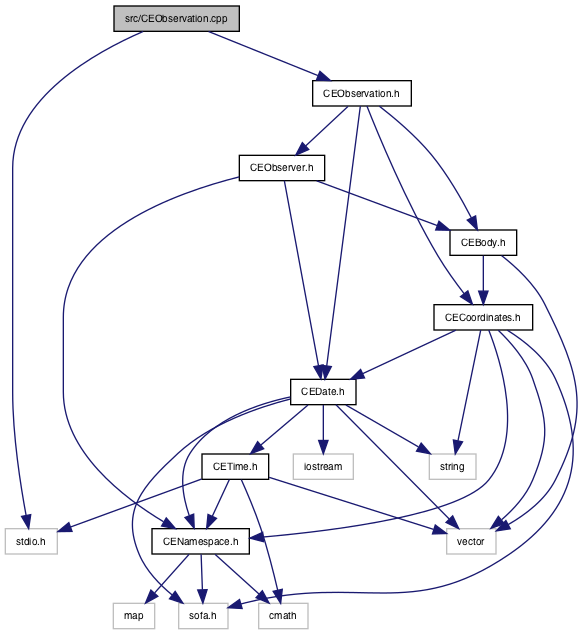 src/CEObservation.cpp
CEObservation.h
CEObserver.h
CEBody.h
CECoordinates.h
CEDate.h
CETime.h
iostream
string
stdio.h
CENamespace.h
vector
map
sofa.h
cmath